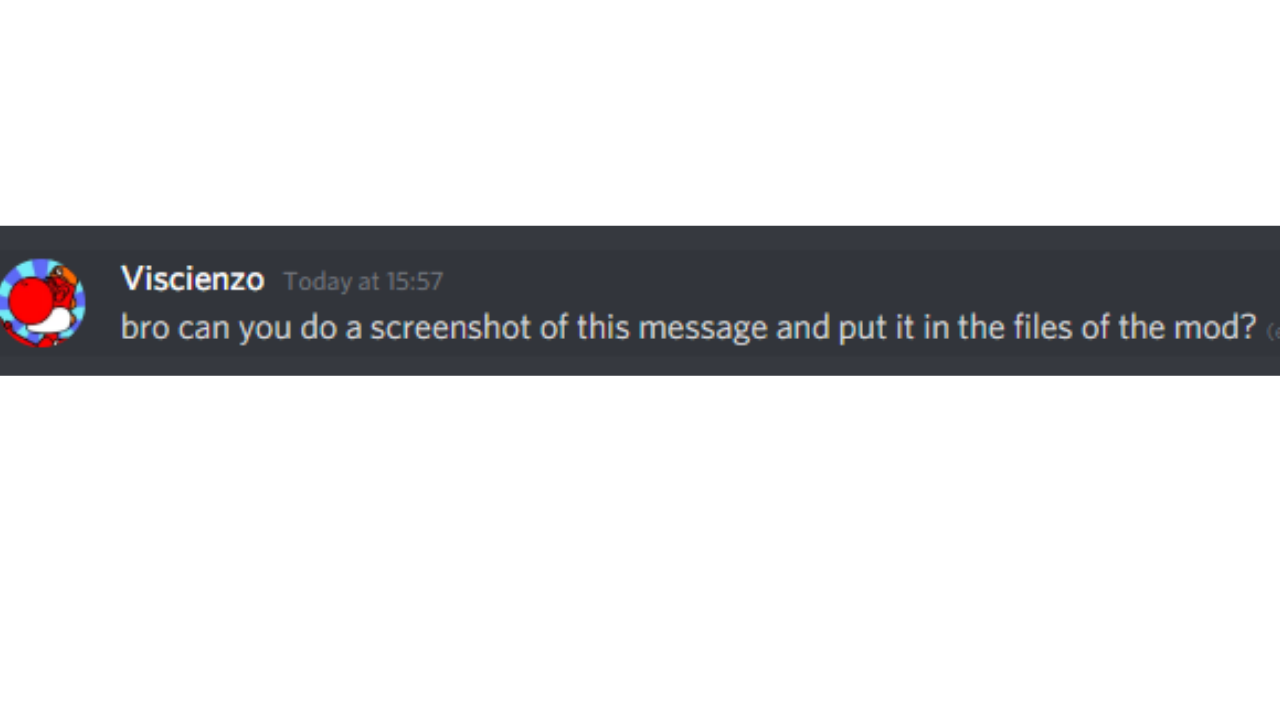 Viscienzo Today at 15:57
bro can you do a screenshot of this message and put it in the files of the mod?